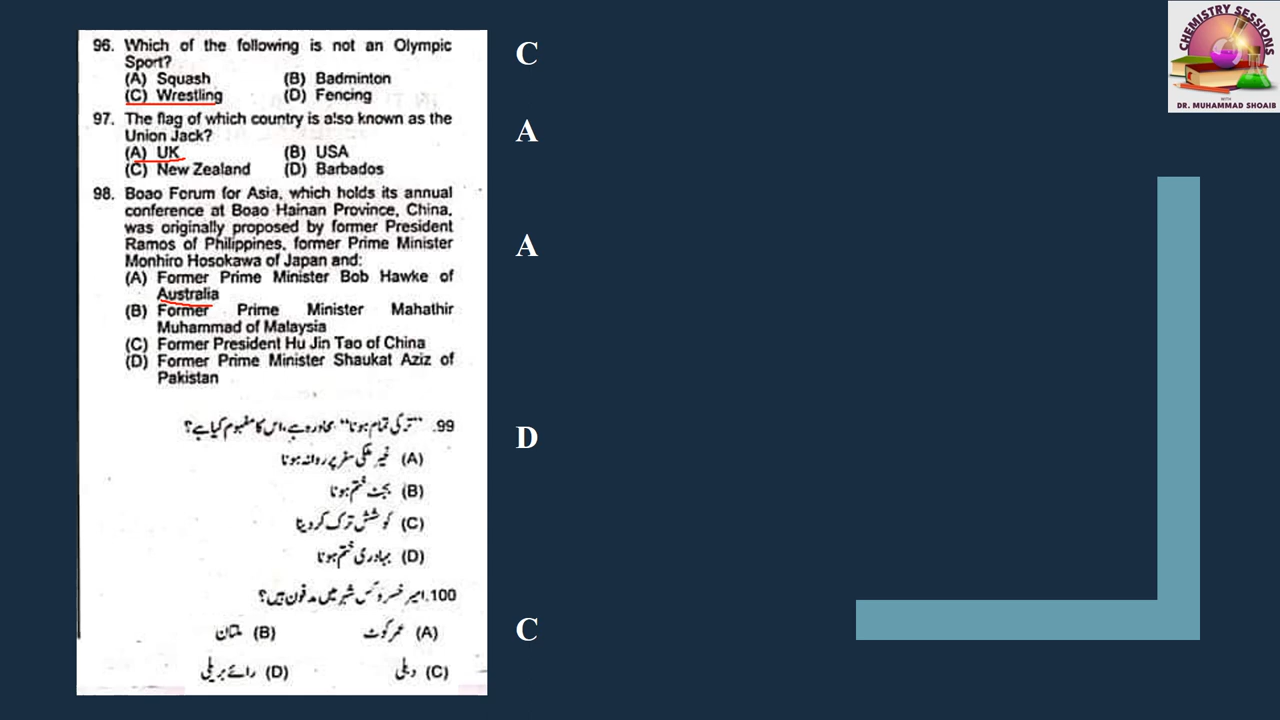 96. Which of the following is not an Olympic
Sport?
(A) Squash (B) Badminton
(C) Wrestling (D) Fencing
97. The flag of which country is also known as the
Union Jack?
(A) UK (B) USA
(C) New Zealand (D) Barbados
98. Boao Forum for Asia, which holds its annual
conference at Boao Hainan Province, China,
was originally proposed by former President
Ramos of Philippines, former Prime Minister
Monhiro Hosokawa of Japan and:
(A) Former Prime Minister Bob Hawke of
Australia
(B) Former Prime Minister Mahathir
Muhammad of Malaysia
(C) Former President Hu Jin Tao of China
(D) Former Prime Minister Shaukat Aziz of
Pakistan
99. "ترکی تمام ہونا" محاورہ ہے، اس کا مفہوم کیا ہے؟
(A) غیر ملکی سفر پر روانہ ہونا
(B) بجٹ ختم ہونا
(C) کوشش ترک کر دینا
(D) بہادری ختم ہونا
100. امیر خسرو کس شہر میں مدفون ہیں؟
(A) عمر کوٹ (B) ملتان
(C) دہلی (D) رائے بریلی
C
A
A
D
C
CHEMISTRY SESSIONS
WITH
DR. MUHAMMAD SHOAIB